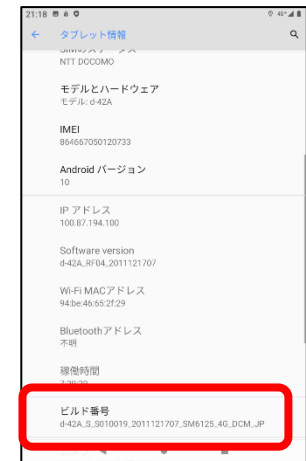 21:18
タブレット情報
NTT DOCOMO
モデルとハードウェア
モデル: d-42A
IMEI
864667050120733
Android バージョン
10
IP アドレス
100.87.194.100
Software version
d-42A_RF04_2011121707
Wi-Fi MACアドレス
94:be:46:65:2f:29
Bluetoothアドレス
不明
稼働時間
ビルド番号
d-42A_S_S010019_2011121707_SM6125_4G_DCM_JP